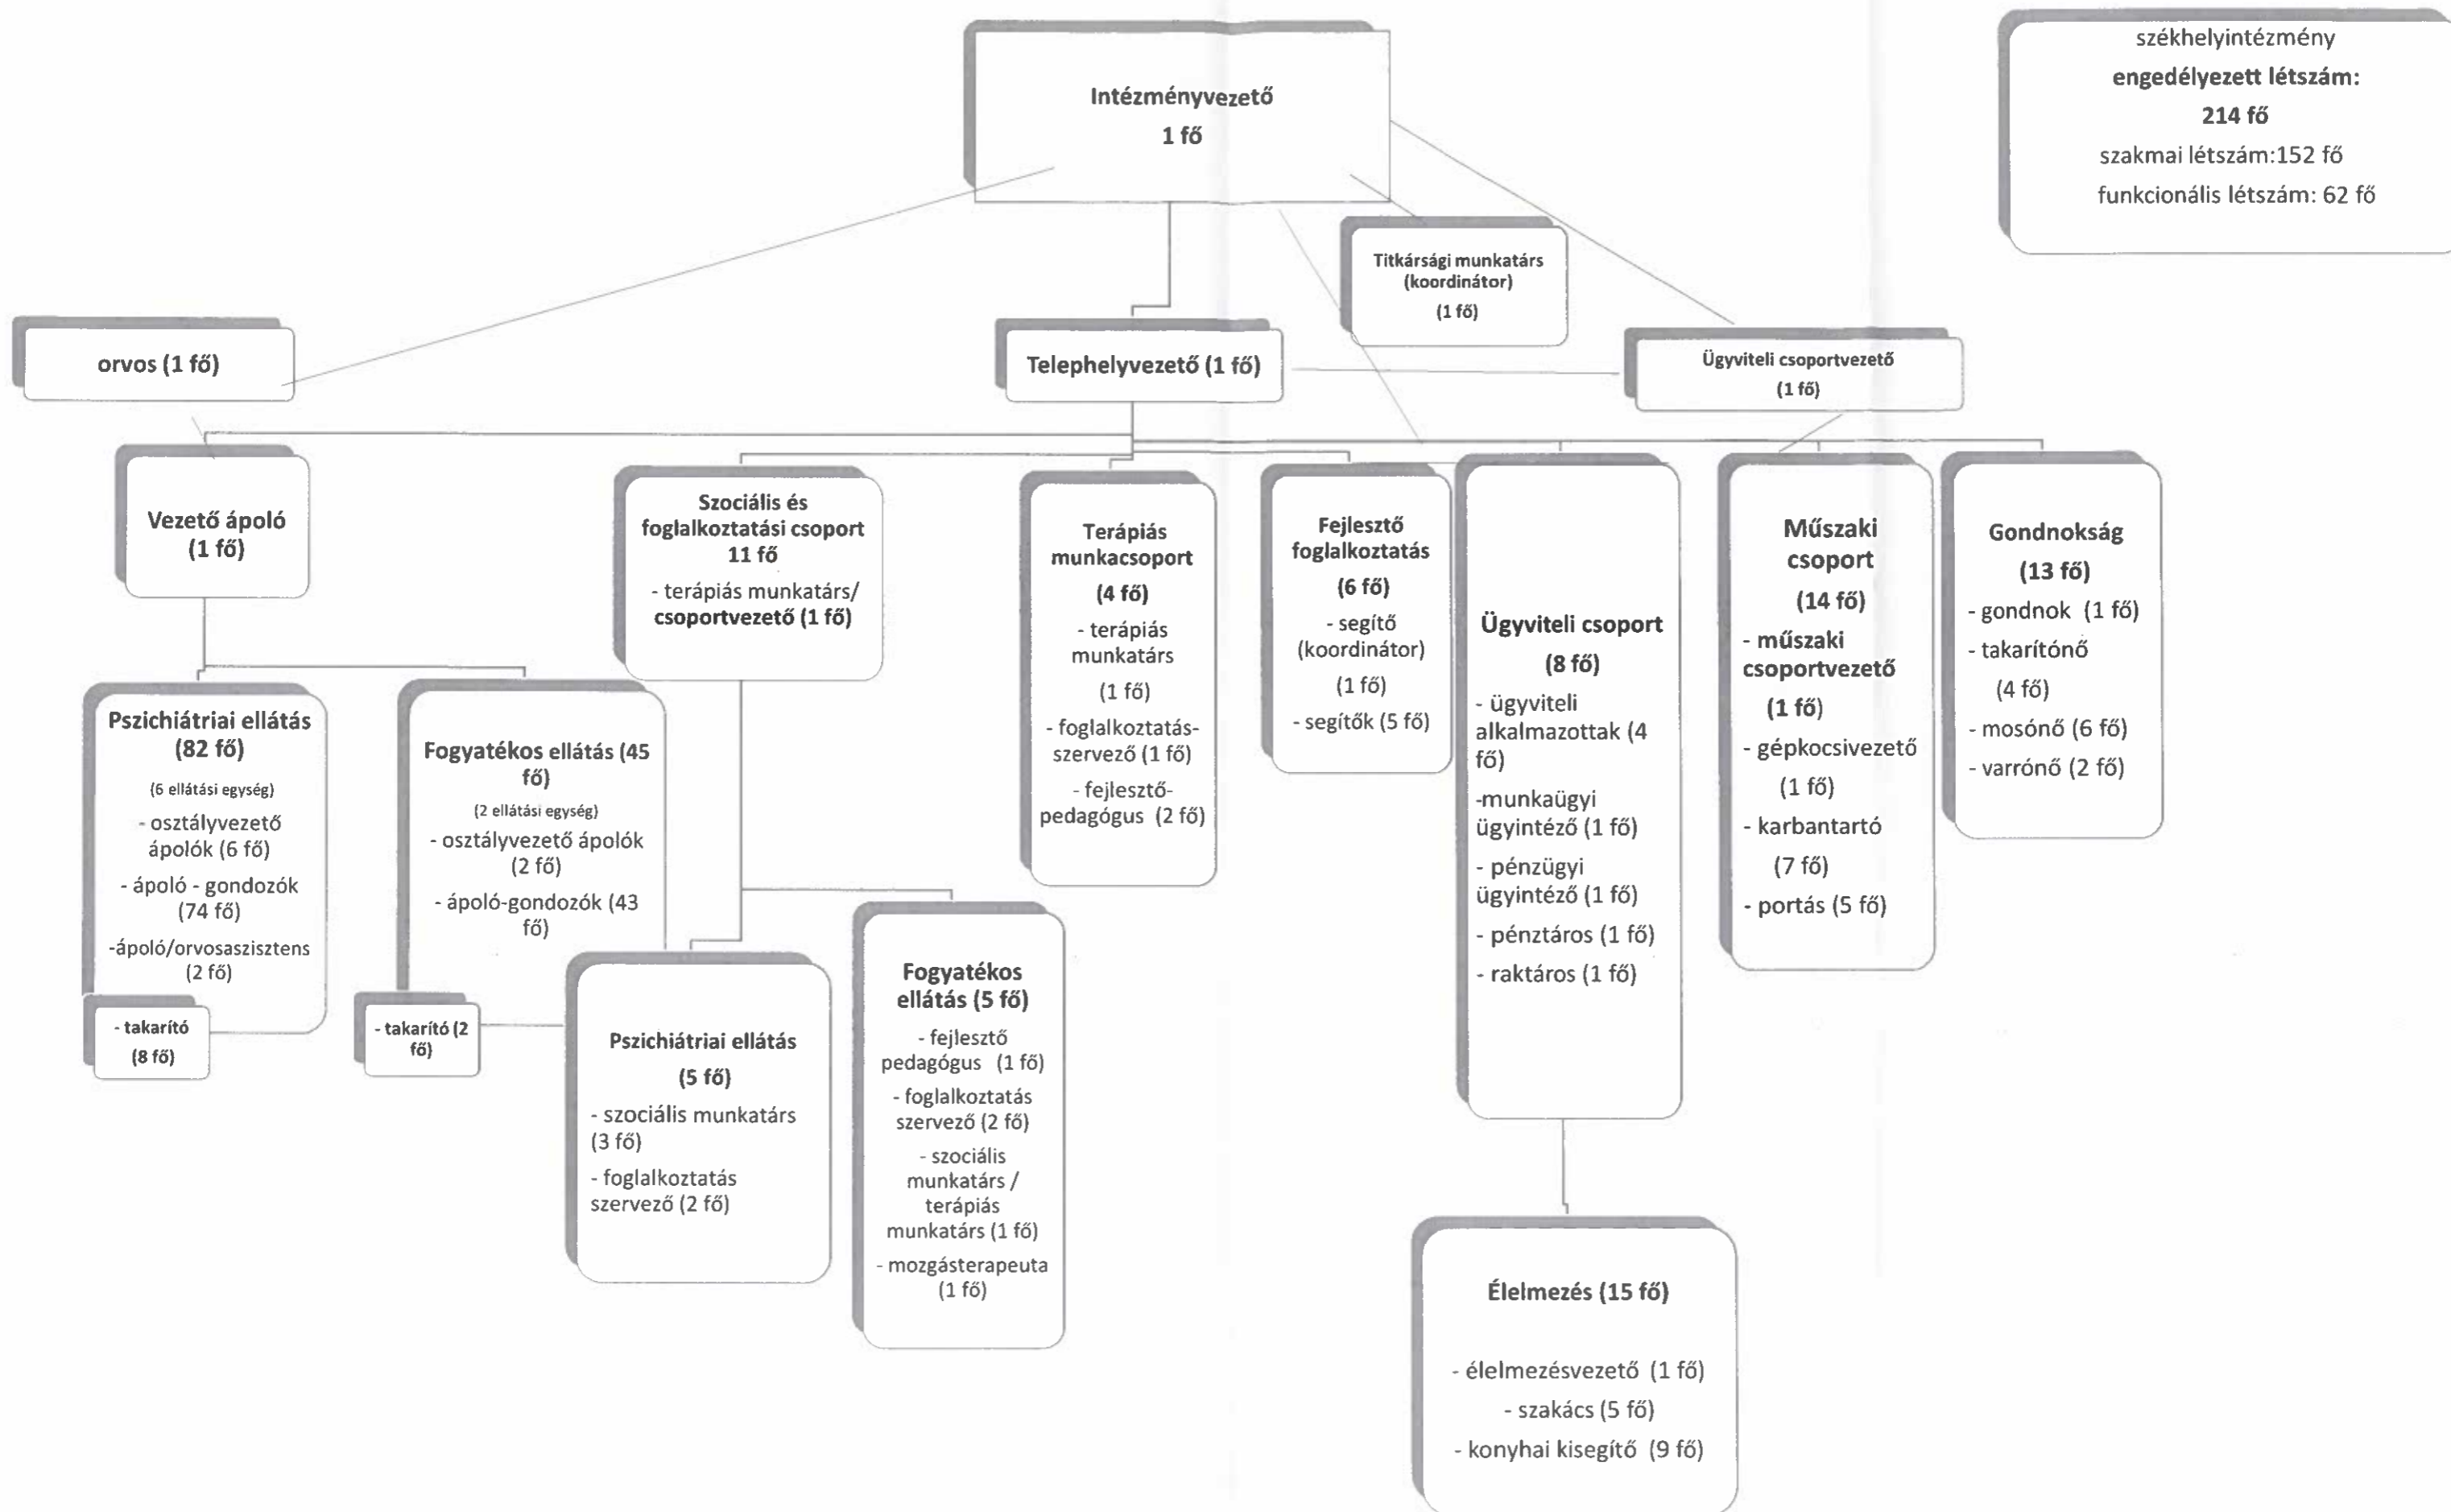 székhelyintézmény
engedélyezett létszám:
214 fő
szakmai létszám:152 fő
funkcionális létszám: 62 fő
Intézményvezető
1 fő
Titkársági munkatárs
(koordinátor)
(1 fő)
orvos (1 fő)
Telephelyvezető (1 fő)
Ügyviteli csoportvezető
(1 fő)
Vezető ápoló
(1 fő)
Szociális és
foglalkoztatási csoport
11 fő
- terápiás munkatárs/
csoportvezető (1 fő)
Terápiás
munkacsoport
(4 fő)
- terápiás
munkatárs
(1 fő)
- foglalkoztatás-
szervező (1 fő)
- fejlesztő-
pedagógus (2 fő)
Fejlesztő
foglalkoztatás
(6 fő)
- segítő
(koordinátor)
(1 fő)
- segítők (5 fő)
Ügyviteli csoport
(8 fő)
- ügyviteli
alkalmazottak (4
fő)
-munkaügyi
ügyintéző (1 fő)
- pénzügyi
ügyintéző (1 fő)
- pénztáros (1 fő)
- raktáros (1 fő)
Műszaki
csoport
(14 fő)
- műszaki
csoportvezető
(1 fő)
- gépkocsivezető
(1 fő)
- karbantartó
(7 fő)
- portás (5 fő)
Gondnokság
(13 fő)
- gondnok (1 fő)
- takarítónő
(4 fő)
- mosónő (6 fő)
- varrónő (2 fő)
Pszichiátriai ellátás
(82 fő)
(6 ellátási egység)
- osztályvezető
ápolók (6 fő)
- ápoló - gondozók
(74 fő)
-ápoló/orvosaszisztens
(2 fő)
- takarító
(8 fő)
Fogyatékos ellátás (45
fő)
(2 ellátási egység)
- osztályvezető ápolók
(2 fő)
- ápoló-gondozók (43
fő)
- takarító (2
fő)
Pszichiátriai ellátás
(5 fő)
- szociális munkatárs
(3 fő)
- foglalkoztatás
szervező (2 fő)
Fogyatékos
ellátás (5 fő)
- fejlesztő
pedagógus (1 fő)
- foglalkoztatás
szervező (2 fő)
- szociális
munkatárs /
terápiás
munkatárs (1 fő)
- mozgásterapeuta
(1 fő)
Élelmezés (15 fő)
- élelmezésvezető (1 fő)
- szakács (5 fő)
- konyhai kisegítő (9 fő)